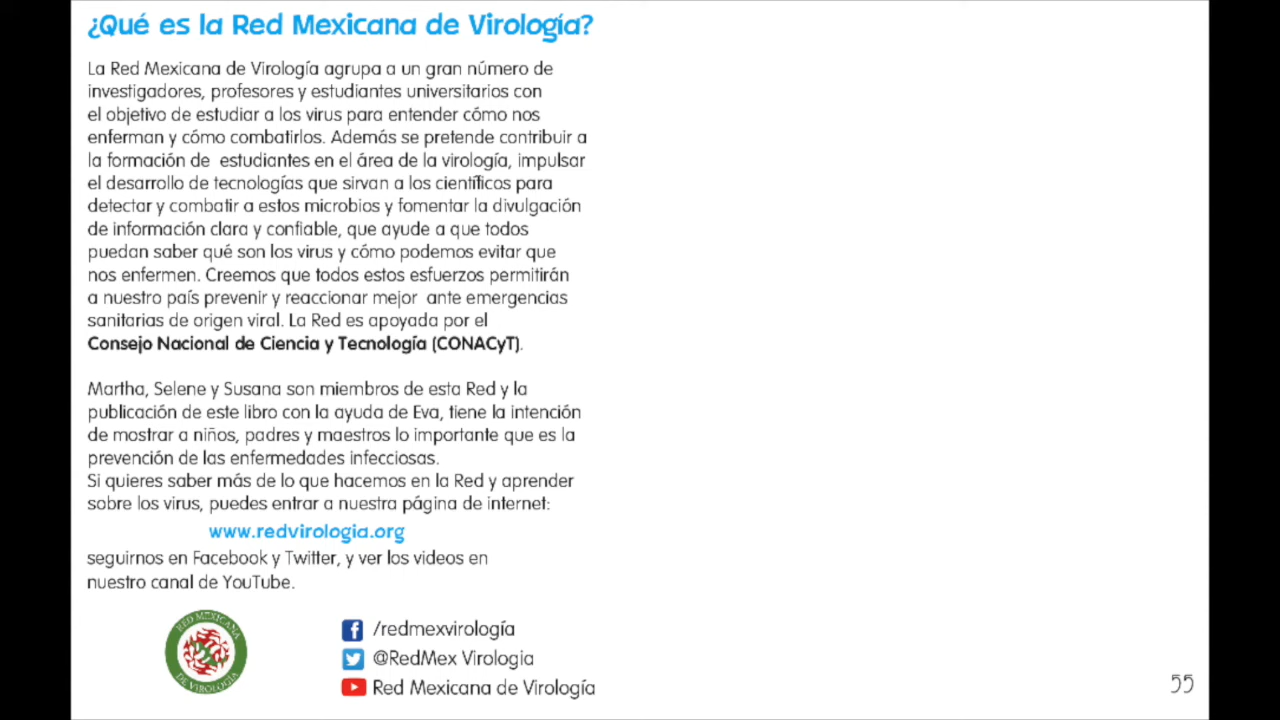 ¿Qué es la Red Mexicana de Virología?
La Red Mexicana de Virología agrupa a un gran número de
investigadores, profesores y estudiantes universitarios con
el objetivo de estudiar a los virus para entender cómo nos
enferman y cómo combatirlos. Además se pretende contribuir a
la formación de estudiantes en el área de la virología, impulsar
el desarrollo de tecnologías que sirvan a los científicos para
detectar y combatir a estos microbios y fomentar la divulgación
de información clara y confiable, que ayude a que todos
puedan saber qué son los virus y cómo podemos evitar que
nos enfermen. Creemos que todos estos esfuerzos permitirán
a nuestro país prevenir y reaccionar mejor ante emergencias
sanitarias de origen viral. La Red es apoyada por el
Consejo Nacional de Ciencia y Tecnología (CONACyT).
Martha, Selene y Susana son miembros de esta Red y la
publicación de este libro con la ayuda de Eva, tiene la intención
de mostrar a niños, padres y maestros lo importante que es la
prevención de las enfermedades infecciosas.
Si quieres saber más de lo que hacemos en la Red y aprender
sobre los virus, puedes entrar a nuestra página de internet:
www.redvirologia.org
seguirnos en Facebook y Twitter, y ver los videos en
nuestro canal de YouTube.
RED MEXICANA
DE VIROLOGÍA
/redmexvirología
@RedMex Virologia
Red Mexicana de Virología
55